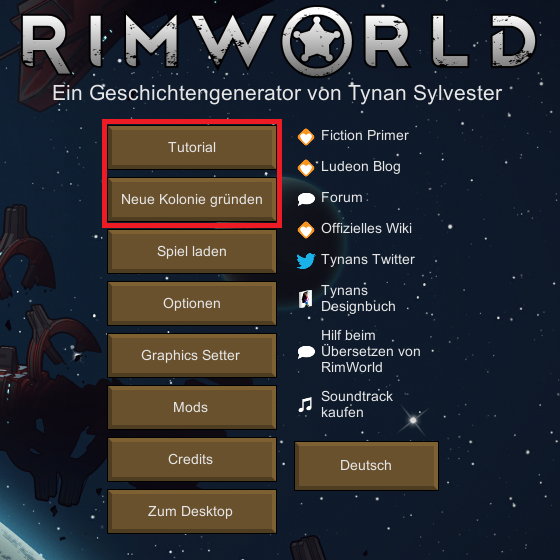 RIMWORLD
Ein Geschichtengenerator von Tynan Sylvester
Tutorial
Neue Kolonie gründen
Spiel laden
Optionen
Graphics Setter
Mods
Credits
Zum Desktop
Fiction Primer
Ludeon Blog
Forum
Offizielles Wiki
Tynans Twitter
Tynans
Designbuch
Hilf beim
Übersetzen von
RimWorld
Soundtrack
kaufen
Deutsch